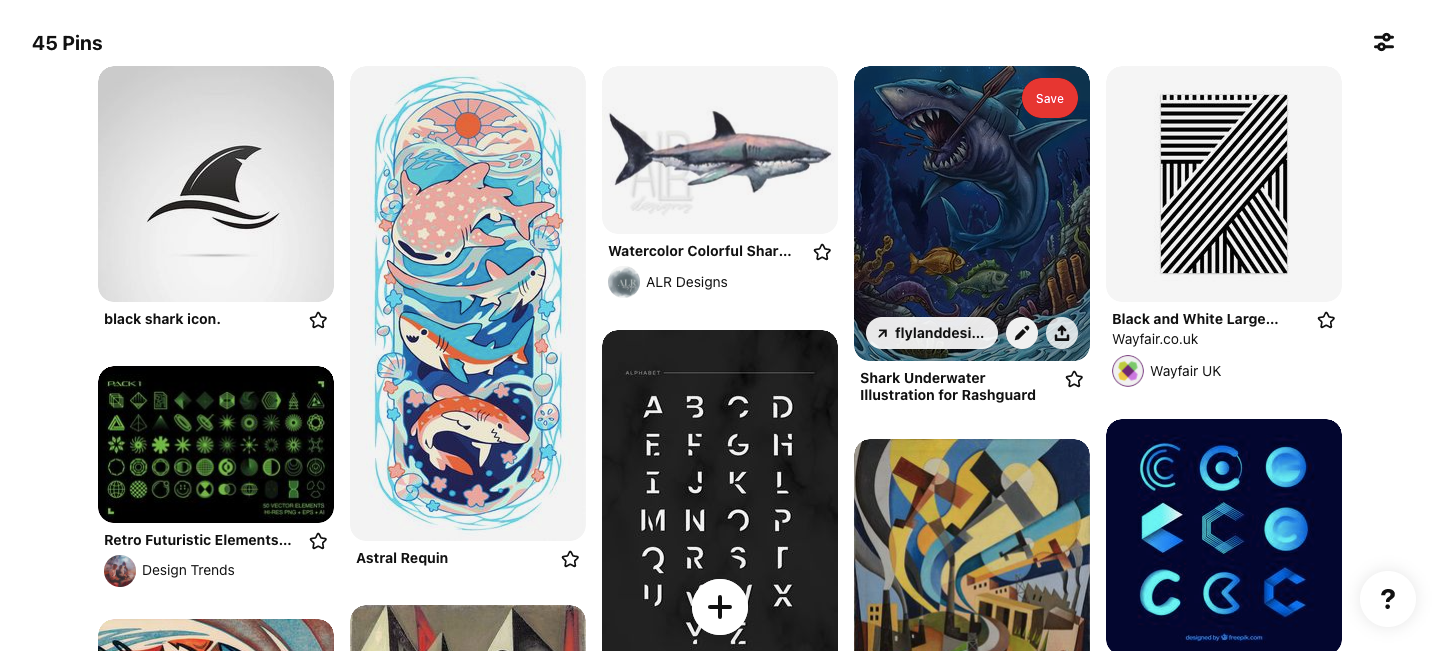 45 Pins
black shark icon.
PACK 1
50 VECTOR ELEMENTS
HI-RES PNG + EPS + AI
Retro Futuristic Elements...
Design Trends
Astral Requin
ALR
designs
Watercolor Colorful Shar...
ALR
ALR Designs
ALPHABET
A B C D
E F G H
I J K L
M N O P
Q R S T
U V W X
Y Z
Save
flylanddesi...
Shark Underwater
Illustration for Rashguard
Black and White Large...
Wayfair.co.uk
Wayfair UK
designed by freepik.com
?